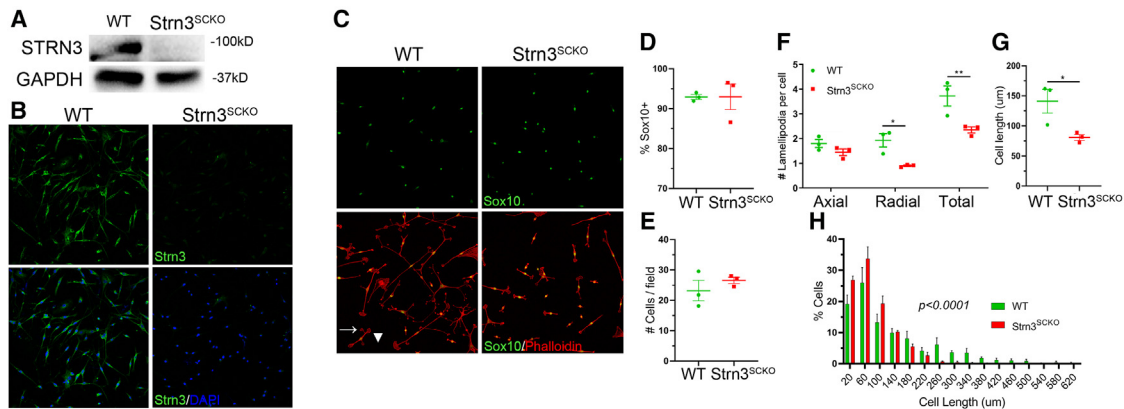 A
WT Strn3SCKO
STRN3
-100kD
GAPDH
-37kD
B
WT Strn3SCKO
Strn3
Strn3/DAPI
C
WT Strn3SCKO
Sox10 Sox10
Sox10/Phalloidin
D
% Sox10+
100
90
80
70
WT Strn3SCKO
E
# Cells / field
40
30
20
10
0
WT Strn3SCKO
F
WT
Strn3SCKO
# Lamellipodia per cell
5
4
3
2
1
0
*
**
Axial Radial Total
G
Cell length (um)
200
150
100
50
0
*
WT Strn3SCKO
H
% Cells
40
30
20
10
0
p<0.0001
WT
Strn3SCKO
20 60 100 140 180 220 260 300 340 380 420 460 500 540 580 620
Cell Length (um)